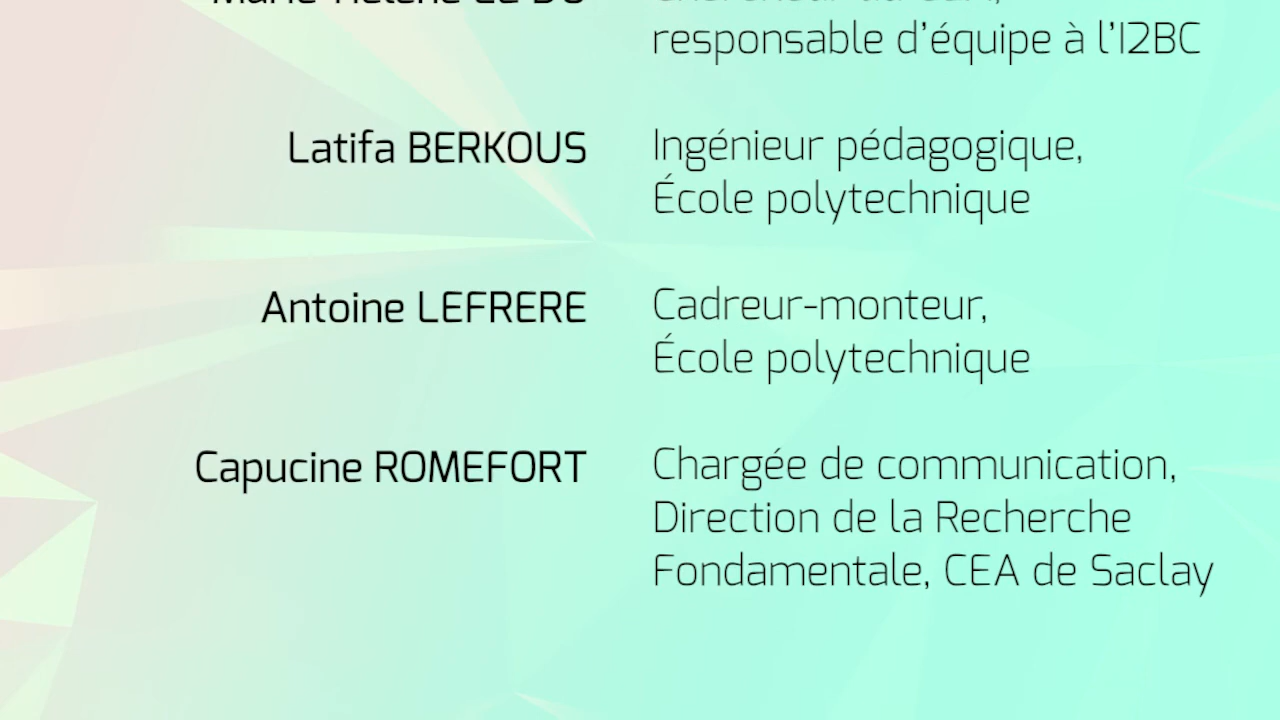 responsable d'équipe à l'I2BC
Latifa BERKOUS
Ingénieur pédagogique,
École polytechnique
Antoine LEFRERE
Cadreur-monteur,
École polytechnique
Capucine ROMEFORT
Chargée de communication,
Direction de la Recherche
Fondamentale, CEA de Saclay